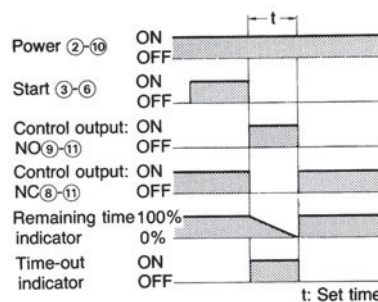 t
Power ②-⑩ ON
OFF
Start ③-⑥ ON
OFF
Control output: ON
NO⑨-⑪ OFF
Control output: ON
NC⑧-⑪ OFF
Remaining time 100%
indicator 0%
Time-out ON
indicator OFF
t: Set time